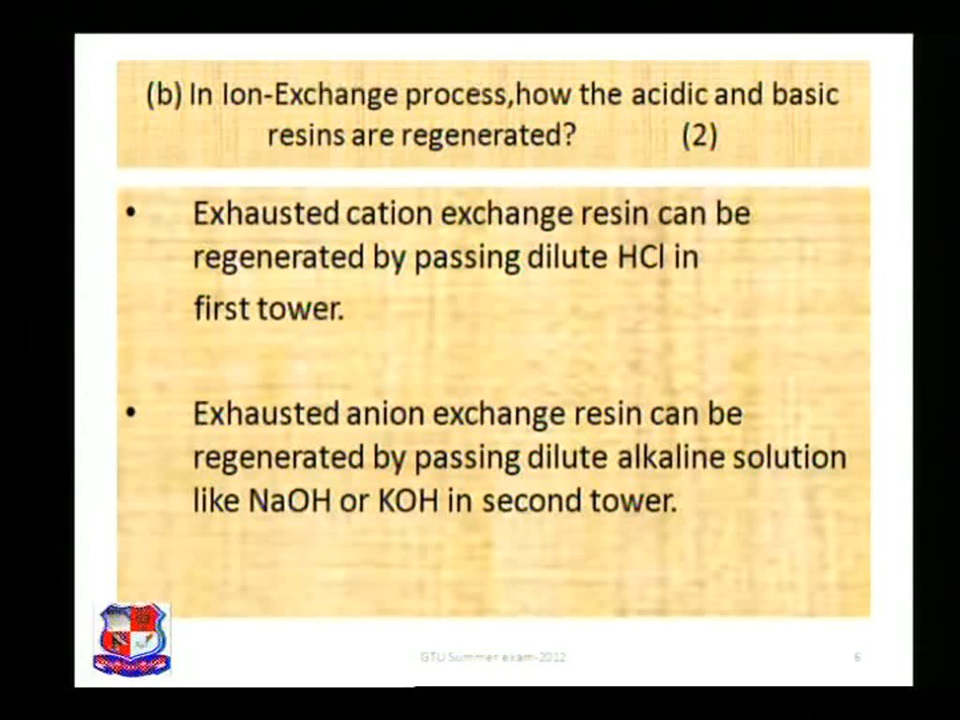 (b) In Ion-Exchange process,how the acidic and basic
resins are regenerated? (2)
• Exhausted cation exchange resin can be
regenerated by passing dilute HCl in
first tower.
• Exhausted anion exchange resin can be
regenerated by passing dilute alkaline solution
like NaOH or KOH in second tower.
GTU Summer exam-2012
6